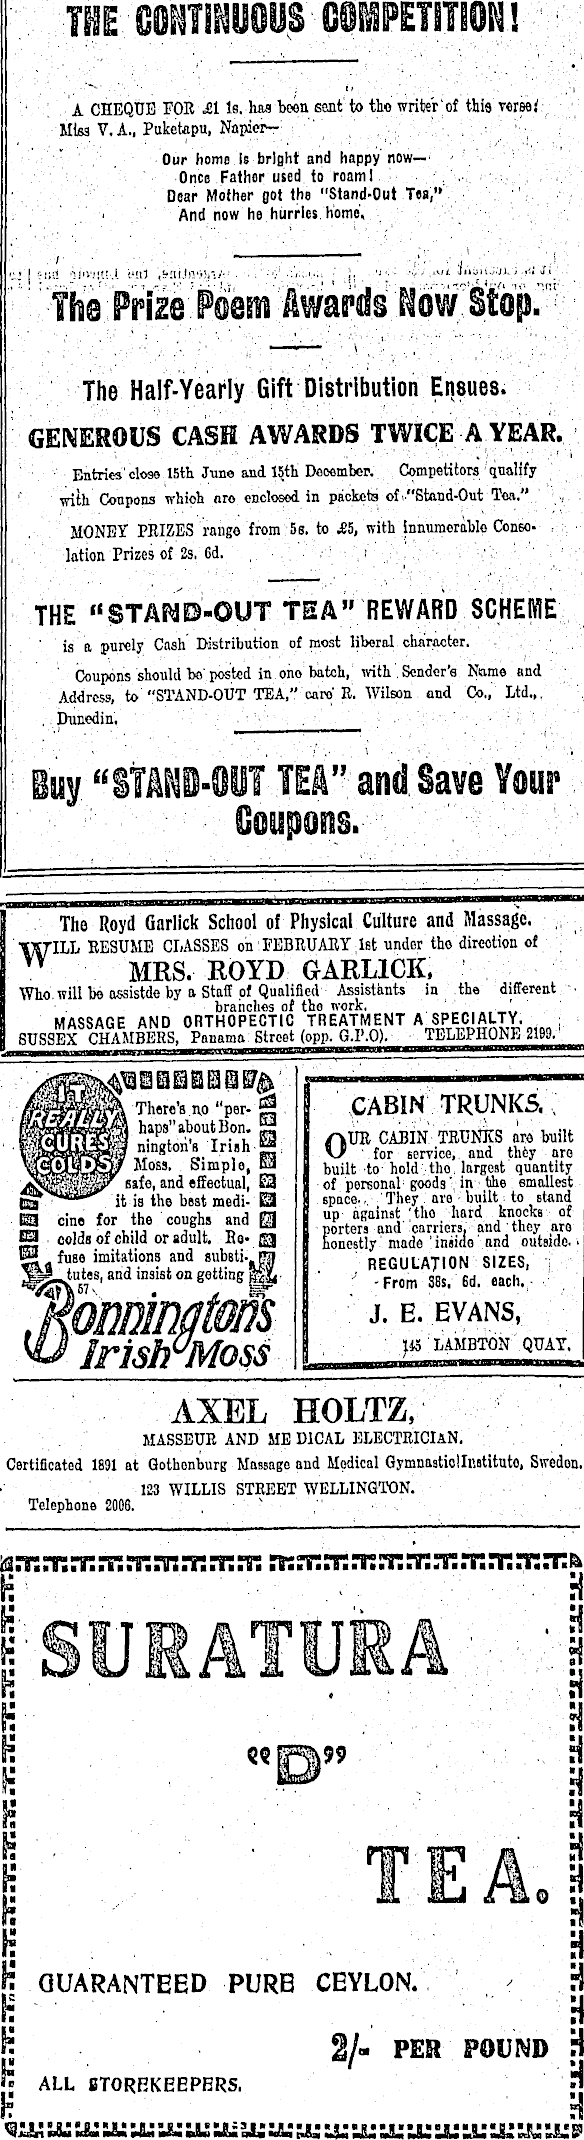 THE CONTINUOUS COMPETITION!
A CHEQUE FOR £1 1s. has been sent to the writer of this verse:
Miss V. A., Puketapu, Napier—
Our home is bright and happy now—
Once Father used to roam!
Dear Mother got the "Stand-Out Tea,"
And now he hurries home.
The Prize Poem Awards Now Stop.
The Half-Yearly Gift Distribution Ensues.
GENEROUS CASH AWARDS TWICE A YEAR.
Entries close 15th June and 15th December. Competitors qualify
with Coupons which are enclosed in packets of "Stand-Out Tea."
MONEY PRIZES range from 5s. to £5, with innumerable Conso-
lation Prizes of 2s. 6d.
THE "STAND-OUT TEA" REWARD SCHEME
is a purely Cash Distribution of most liberal character.
Coupons should be posted in one batch, with Sender's Name and
Address, to "STAND-OUT TEA," care R. Wilson and Co., Ltd.,
Dunedin.
Buy "STAND-OUT TEA" and Save Your
Coupons.
The Royd Garlick School of Physical Culture and Massage.
WILL RESUME CLASSES on FEBRUARY 1st under the direction of
MRS. ROYD GARLICK,
Who will be assistde by a Staff of Qualified Assistants in the different
branches of the work.
MASSAGE AND ORTHOPECTIC TREATMENT A SPECIALTY.
SUSSEX CHAMBERS, Panama Street (opp. G.P.O). TELEPHONE 2199.
IT
REALLY
CURES
COLDS
There's no "per-
haps" about Bon-
nington's Irish
Moss. Simple,
safe, and effectual,
it is the best medi-
cine for the coughs and
colds of child or adult. Re-
fuse imitations and substi-
tutes, and insist on getting
57
Bonnington's
Irish Moss
CABIN TRUNKS.
OUR CABIN TRUNKS are built
for service, and they are
built to hold the largest quantity
of personal goods in the smallest
space. They are built to stand
up against the hard knocks of
porters and carriers, and they are
honestly made inside and outside.
REGULATION SIZES,
From 38s. 6d. each.
J. E. EVANS,
145 LAMBTON QUAY.
AXEL HOLTZ,
MASSEUR AND ME DICAL ELECTRICIAN.
Certificated 1891 at Gothenburg Massage and Medical Gymnastic Institute, Sweden.
123 WILLIS STREET WELLINGTON.
Telephone 2006.
SURATURA
"D"
TEA.
GUARANTEED PURE CEYLON.
2/- PER POUND
ALL STOREKEEPERS.